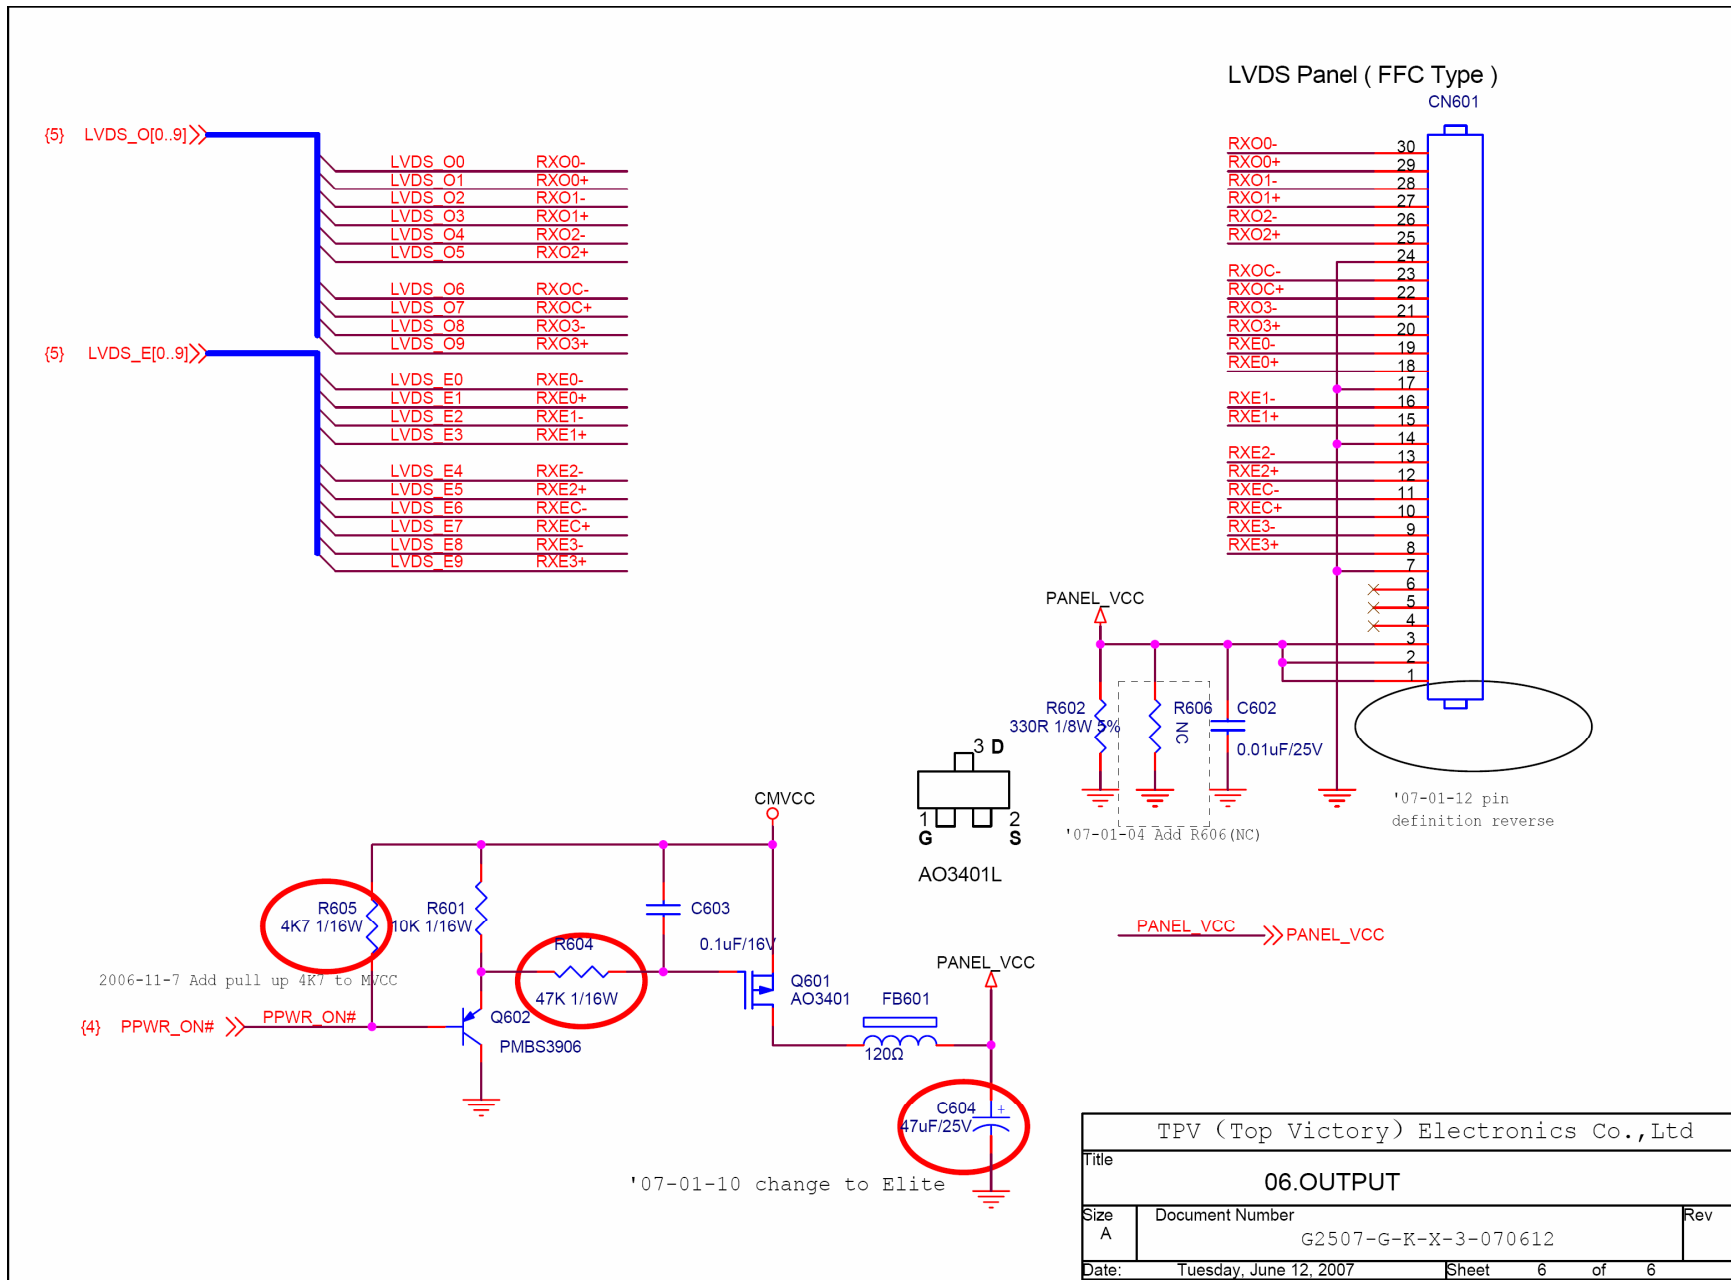 LVDS Panel ( FFC Type )
CN601
{5} LVDS_O[0..9]
LVDS_O0 RXO0-
LVDS_O1 RXO0+
LVDS_O2 RXO1-
LVDS_O3 RXO1+
LVDS_O4 RXO2-
LVDS_O5 RXO2+
LVDS_O6 RXOC-
LVDS_O7 RXOC+
LVDS_O8 RXO3-
LVDS_O9 RXO3+
{5} LVDS_E[0..9]
LVDS_E0 RXE0-
LVDS_E1 RXE0+
LVDS_E2 RXE1-
LVDS_E3 RXE1+
LVDS_E4 RXE2-
LVDS_E5 RXE2+
LVDS_E6 RXEC-
LVDS_E7 RXEC+
LVDS_E8 RXE3-
LVDS_E9 RXE3+
RXO0- 30
RXO0+ 29
RXO1- 28
RXO1+ 27
RXO2- 26
RXO2+ 25
24
RXOC- 23
RXOC+ 22
RXO3- 21
RXO3+ 20
RXE0- 19
RXE0+ 18
17
RXE1- 16
RXE1+ 15
14
RXE2- 13
RXE2+ 12
RXEC- 11
RXEC+ 10
RXE3- 9
RXE3+ 8
7
6
5
4
3
2
1
PANEL_VCC
R602
330R 1/8W 5%
R606
NC
C602
0.01uF/25V
'07-01-04 Add R606(NC)
'07-01-12 pin
definition reverse
3 D
1 2
G S
AO3401L
PANEL_VCC PANEL_VCC
CMVCC
R605
4K7 1/16W
R601
10K 1/16W
C603
0.1uF/16V
R604
47K 1/16W
2006-11-7 Add pull up 4K7 to MVCC
{4} PPWR_ON# PPWR_ON#
Q602
PMBS3906
Q601
AO3401
FB601
120Ω
PANEL_VCC
C604 +
47uF/25V
'07-01-10 change to Elite
TPV (Top Victory) Electronics Co.,Ltd
Title
06.OUTPUT
Size Document Number Rev
A G2507-G-K-X-3-070612
Date: Tuesday, June 12, 2007 Sheet 6 of 6